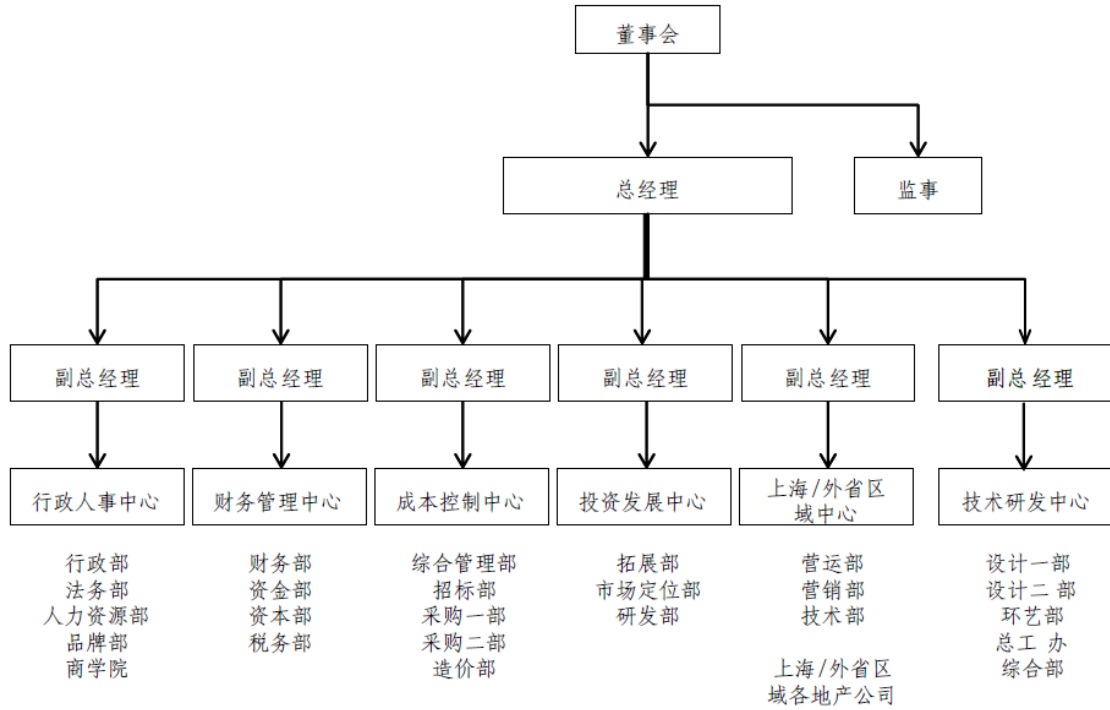 董事会
总经理
监事
副总经理
副总经理
副总经理
副总经理
副总经理
副总经理
行政人事中心
财务管理中心
成本控制中心
投资发展中心
上海/外省区
域中心
技术研发中心
行政部
法务部
人力资源部
品牌部
商学院
财务部
资金部
资本部
税务部
综合管理部
招标部
采购一部
采购二部
造价部
拓展部
市场定位部
研发部
营运部
营销部
技术部
上海/外省区
域各地产公司
设计一部
设计二 部
环艺部
总工 办
综合部